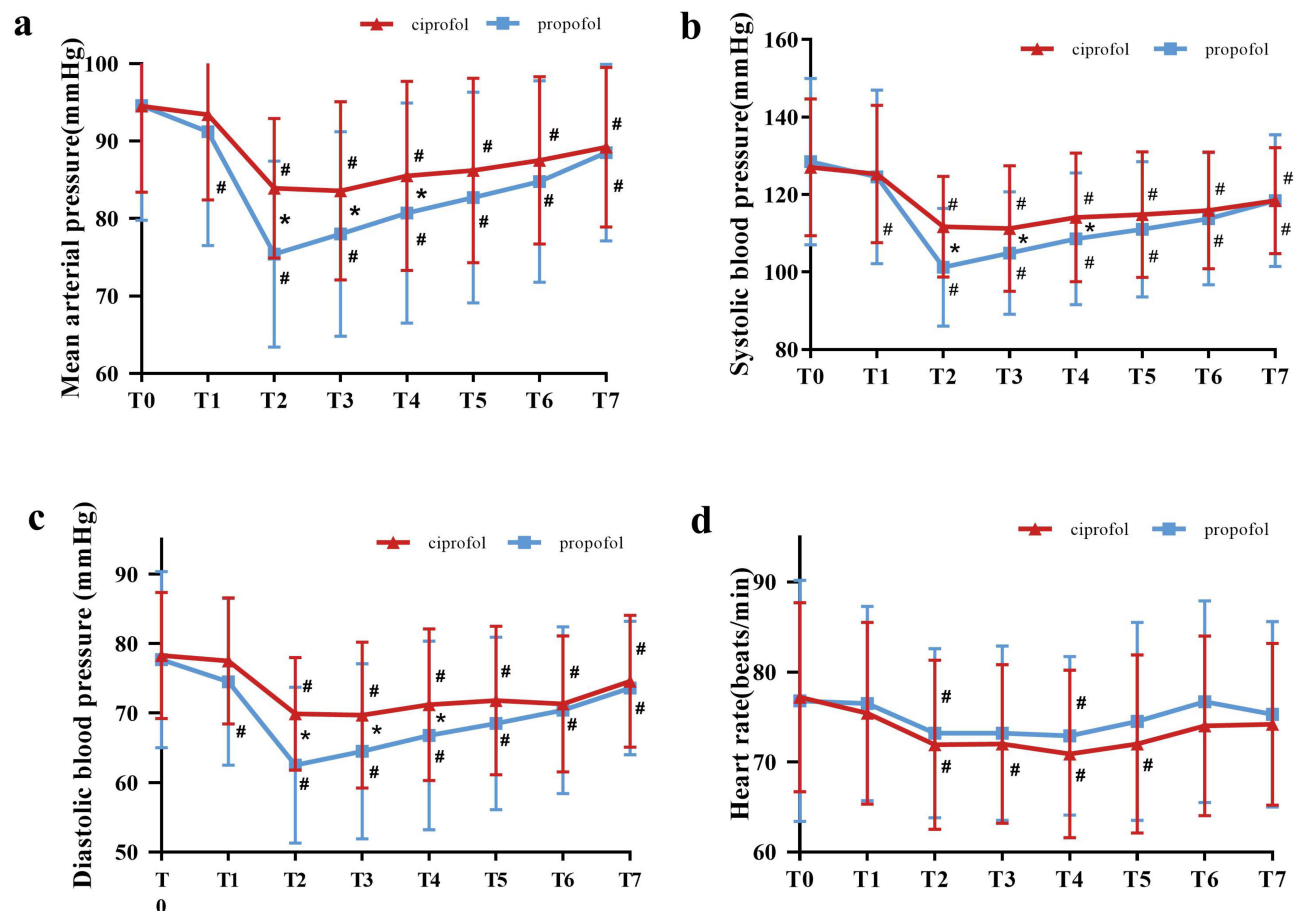 a
ciprofol propofol
Mean arterial pressure(mmHg)
100
90
80
70
60
# # # # # #
* * *
# # # # # # #
T0 T1 T2 T3 T4 T5 T6 T7
b
ciprofol propofol
Systolic blood pressure(mmHg)
160
140
120
100
80
# # # # # #
* * *
# # # # # # #
T0 T1 T2 T3 T4 T5 T6 T7
c
ciprofol propofol
Diastolic blood pressure (mmHg)
90
80
70
60
50
# # # # # #
* * *
# # # # # # #
T T1 T2 T3 T4 T5 T6 T7
0
d
ciprofol propofol
Heart rate(beats/min)
90
80
70
60
# #
# # # #
T0 T1 T2 T3 T4 T5 T6 T7